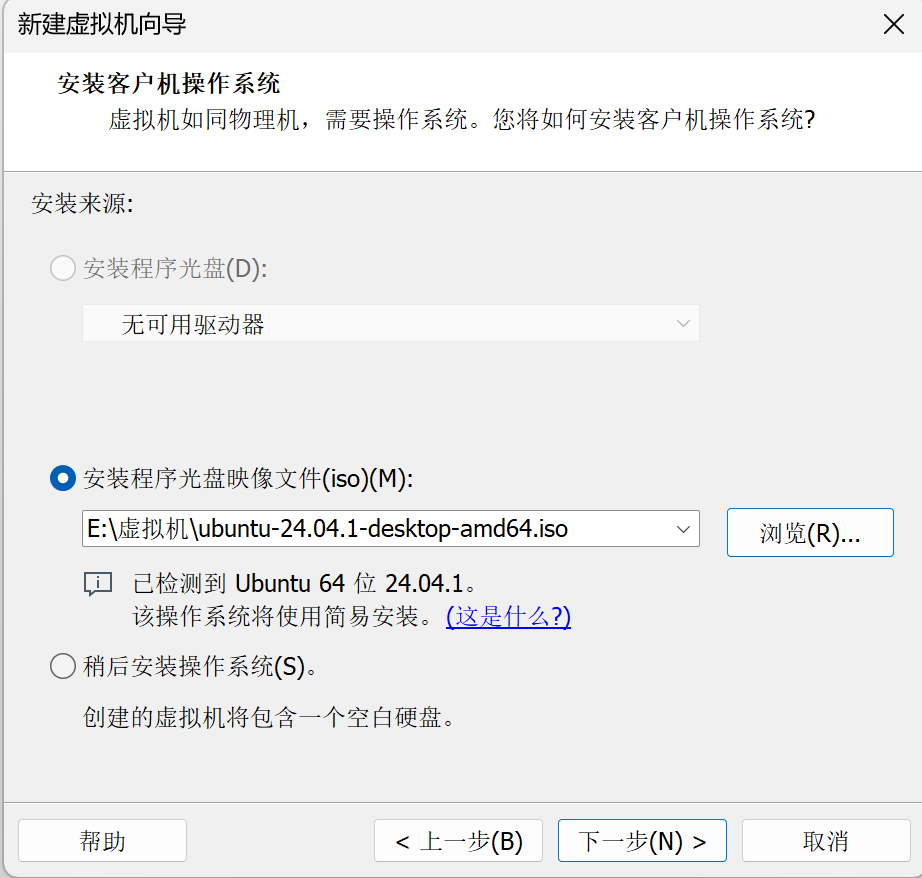 新建虚拟机向导
安装客户机操作系统
虚拟机如同物理机，需要操作系统。您将如何安装客户机操作系统?
安装来源:
安装程序光盘(D):
无可用驱动器
安装程序光盘映像文件(iso)(M):
E:\虚拟机\ubuntu-24.04.1-desktop-amd64.iso
浏览(R)...
已检测到 Ubuntu 64 位 24.04.1。
该操作系统将使用简易安装。(这是什么?)
稍后安装操作系统(S)。
创建的虚拟机将包含一个空白硬盘。
帮助
< 上一步(B)
下一步(N) >
取消